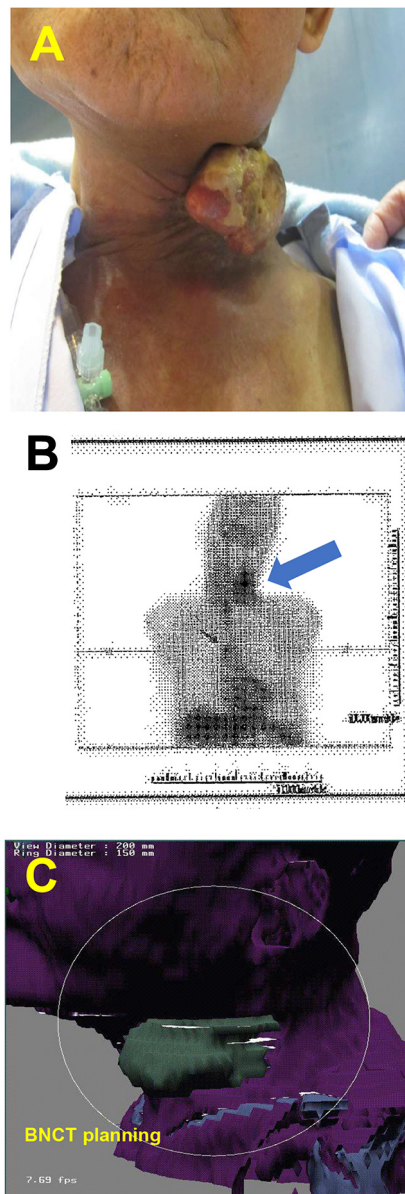 A
B
View Diameter : 200 mm
Ring Diameter : 150 mm
C
BNCT planning
7.69 fps